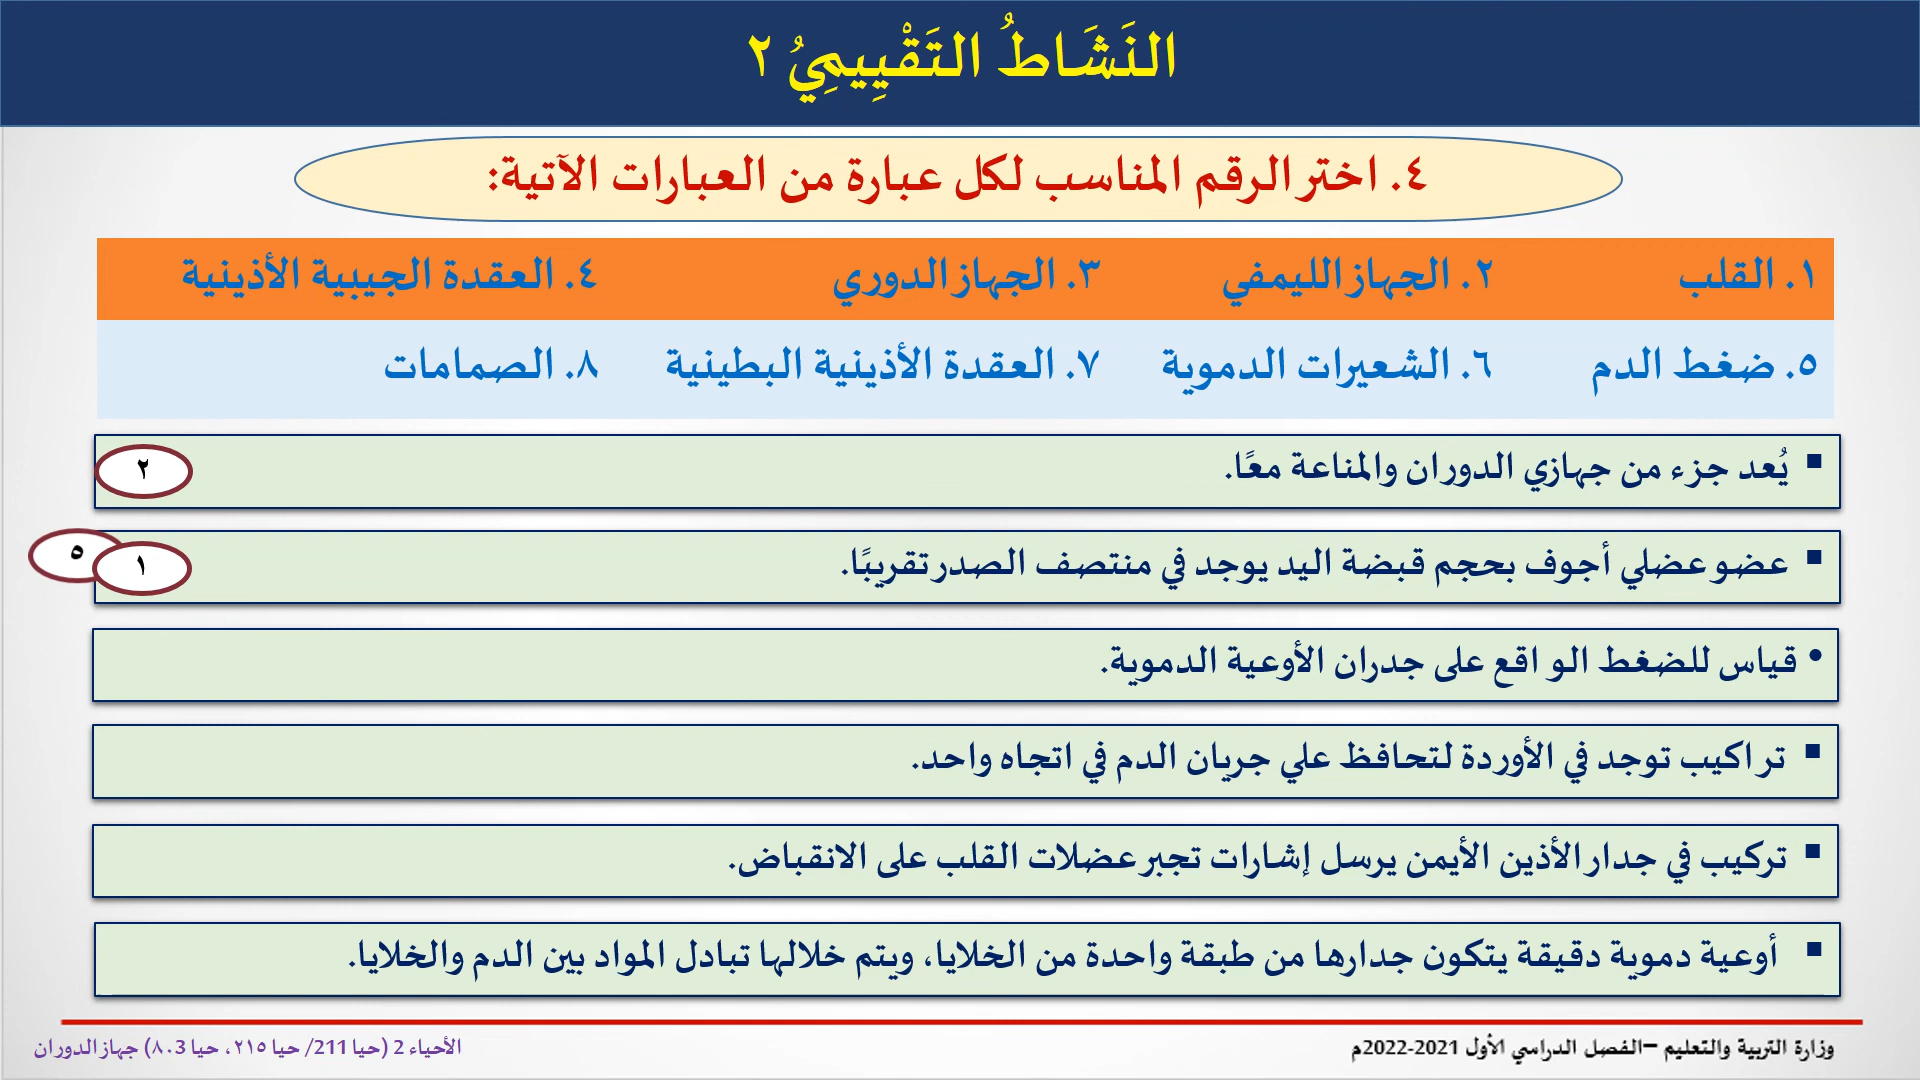 النَشَاطُ التَقْيِيمِيُ ٢
٤. اختر الرقم المناسب لكل عبارة من العبارات الآتية:
١. القلب ٢. الجهاز الليمفي ٣. الجهاز الدوري ٤. العقدة الجيبية الأذينية
٥. ضغط الدم ٦. الشعيرات الدموية ٧. العقدة الأذينية البطينية ٨. الصمامات
▪ يُعد جزء من جهازي الدوران والمناعة معًا. ٢
▪ عضو عضلي أجوف بحجم قبضة اليد يوجد في منتصف الصدر تقريبًا. ١ ٥
• قياس للضغط الواقع على جدران الأوعية الدموية.
▪ تراكيب توجد في الأوردة لتحافظ علي جريان الدم في اتجاه واحد.
▪ تركيب في جدار الأذين الأيمن يرسل إشارات تجبر عضلات القلب على الانقباض.
▪ أوعية دموية دقيقة يتكون جدارها من طبقة واحدة من الخلايا، ويتم خلالها تبادل المواد بين الدم والخلايا.
وزارة التربية والتعليم –الفصل الدراسي الأول 2021-2022م
الأحياء 2 (حيا 211/ حيا ٢١٥، حيا ٨٠3) جهاز الدوران